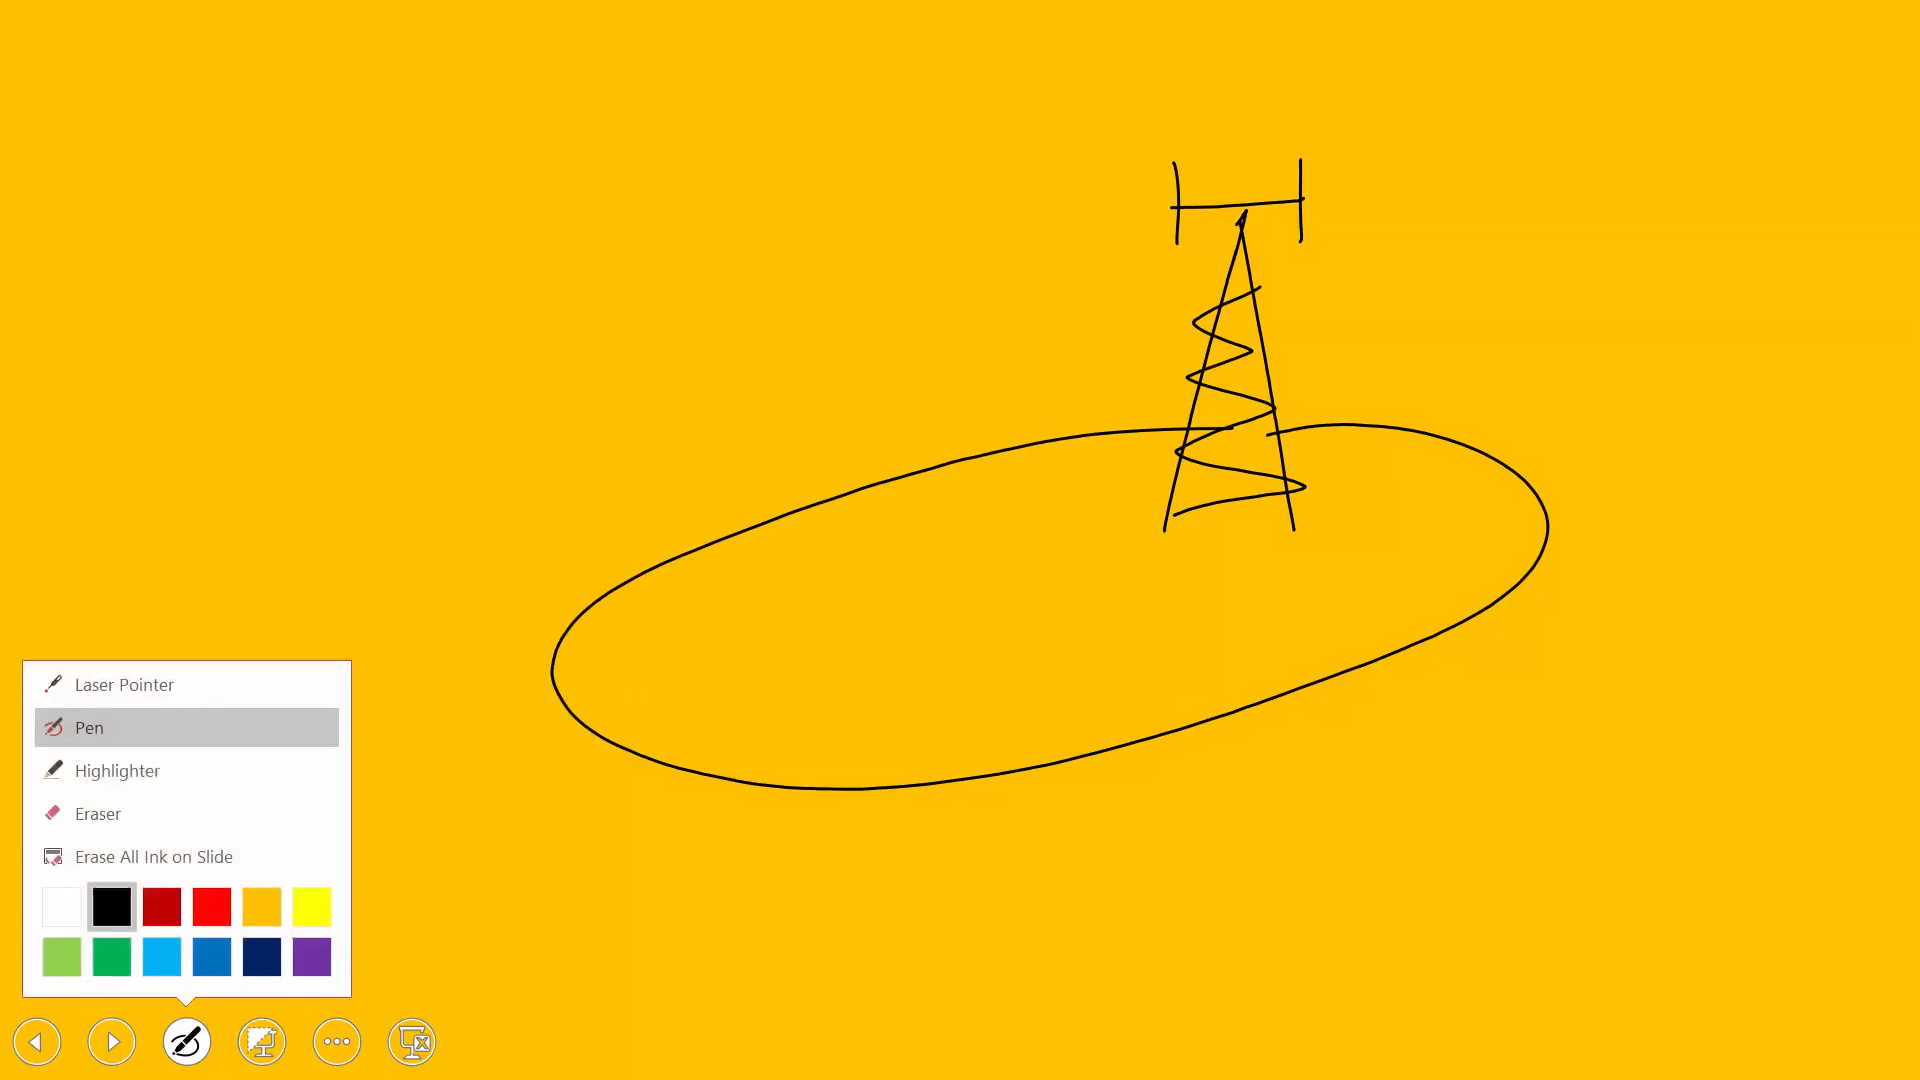 Laser Pointer
Pen
Highlighter
Eraser
Erase All Ink on Slide